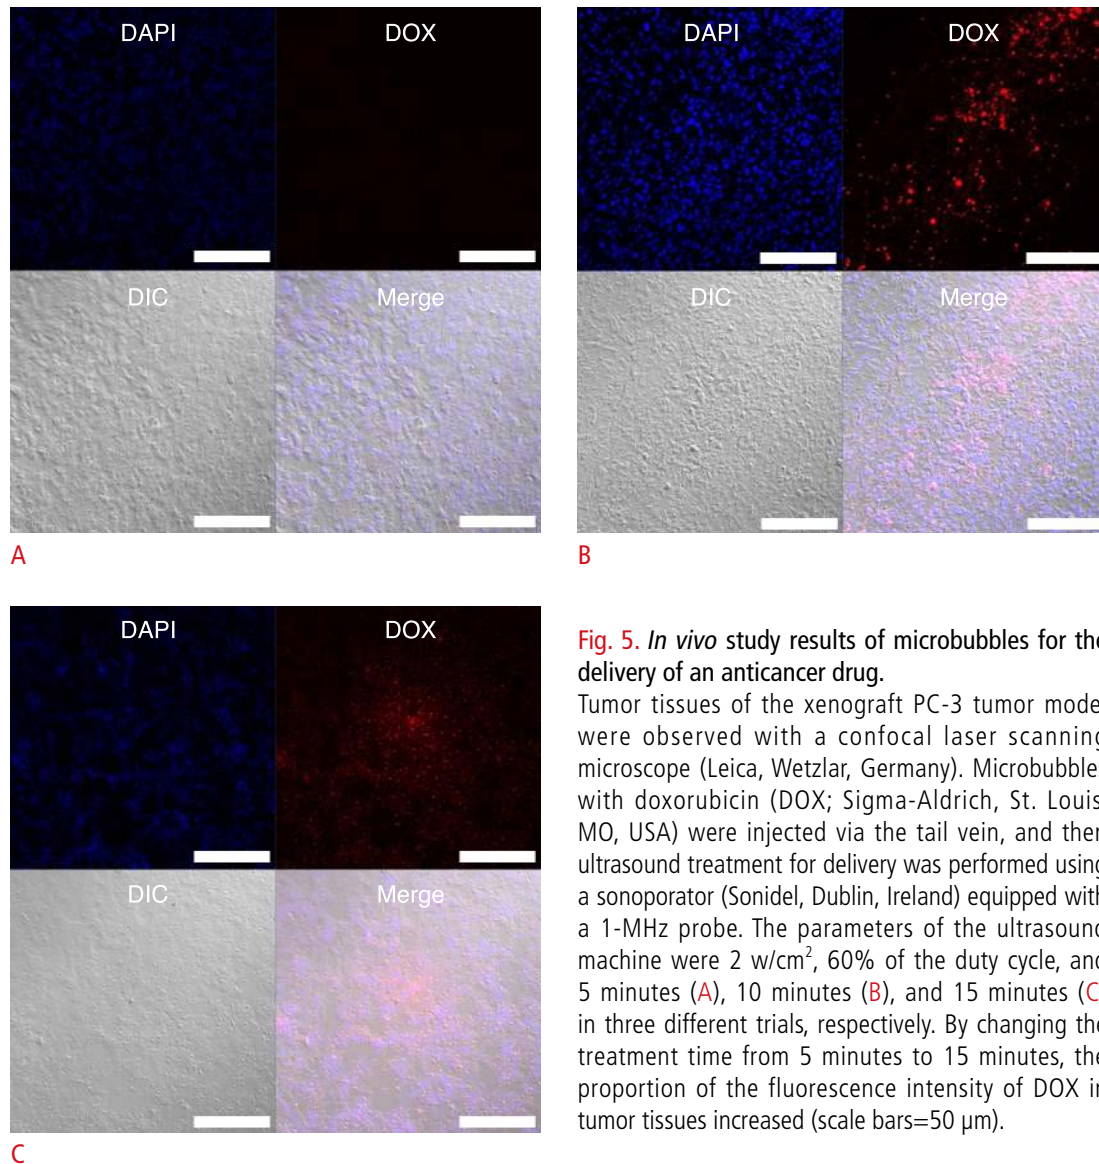 DAPI DOX
DIC Merge
A
DAPI DOX
DIC Merge
B
DAPI DOX
DIC Merge
C
Fig. 5. In vivo study results of microbubbles for the
delivery of an anticancer drug.
Tumor tissues of the xenograft PC-3 tumor mode
were observed with a confocal laser scanning
microscope (Leica, Wetzlar, Germany). Microbubble
with doxorubicin (DOX; Sigma-Aldrich, St. Louis
MO, USA) were injected via the tail vein, and then
ultrasound treatment for delivery was performed using
a sonoporator (Sonidel, Dublin, Ireland) equipped with
a 1-MHz probe. The parameters of the ultrasound
machine were 2 w/cm², 60% of the duty cycle, and
5 minutes (A), 10 minutes (B), and 15 minutes (C
in three different trials, respectively. By changing the
treatment time from 5 minutes to 15 minutes, the
proportion of the fluorescence intensity of DOX in
tumor tissues increased (scale bars=50 μm).